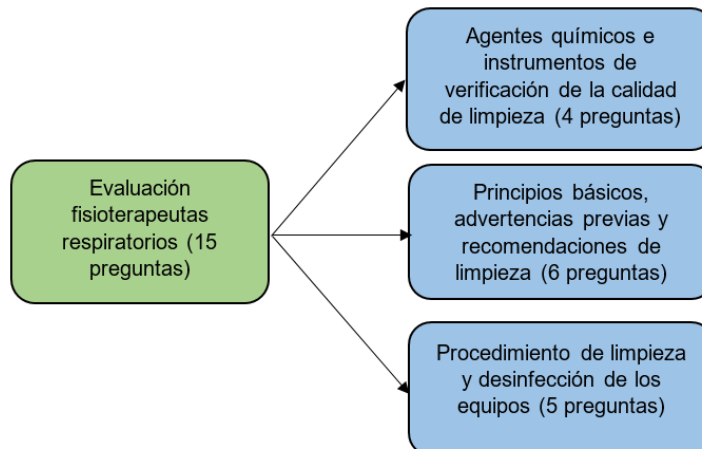 Evaluación
fisioterapeutas
respiratorios (15
preguntas)
Agentes químicos e
instrumentos de
verificación de la calidad
de limpieza (4 preguntas)
Principios básicos,
advertencias previas y
recomendaciones de
limpieza (6 preguntas)
Procedimiento de limpieza
y desinfección de los
equipos (5 preguntas)